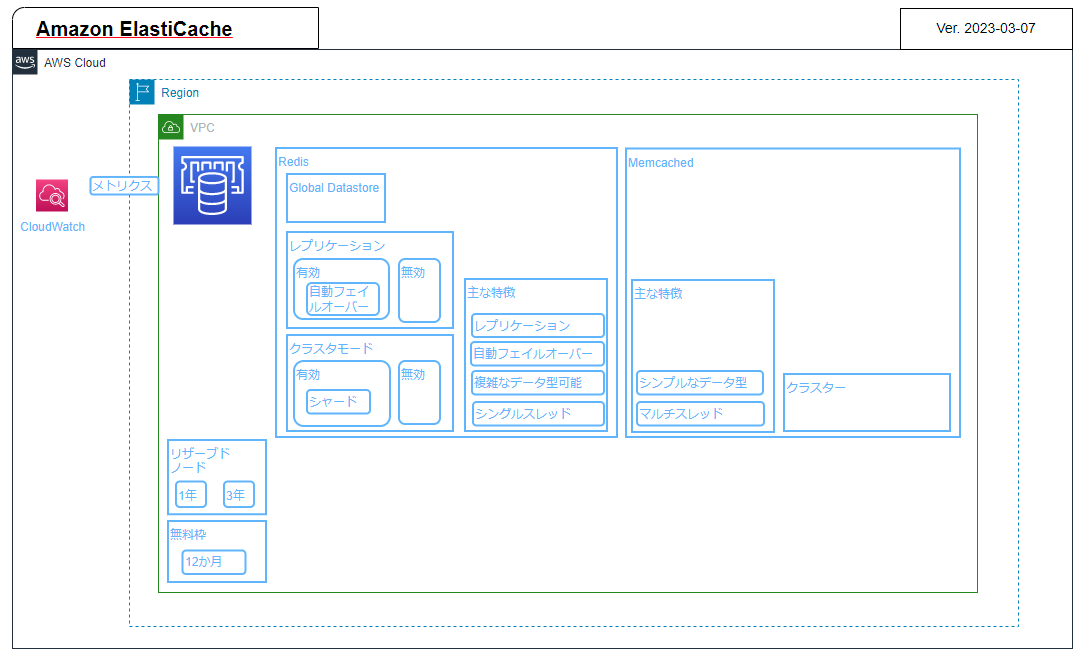 Amazon ElastiCache
Ver. 2023-03-07
aws
AWS Cloud
Region
VPC
メトリクス
CloudWatch
Redis
Global Datastore
レプリケーション
有効
自動フェイ
ルオーバー
無効
クラスタモード
有効
シャード
無効
主な特徴
レプリケーション
自動フェイルオーバー
複雑なデータ型可能
シングルスレッド
Memcached
主な特徴
シンプルなデータ型
マルチスレッド
クラスター
リザーブド
ノード
1年
3年
無料枠
12か月